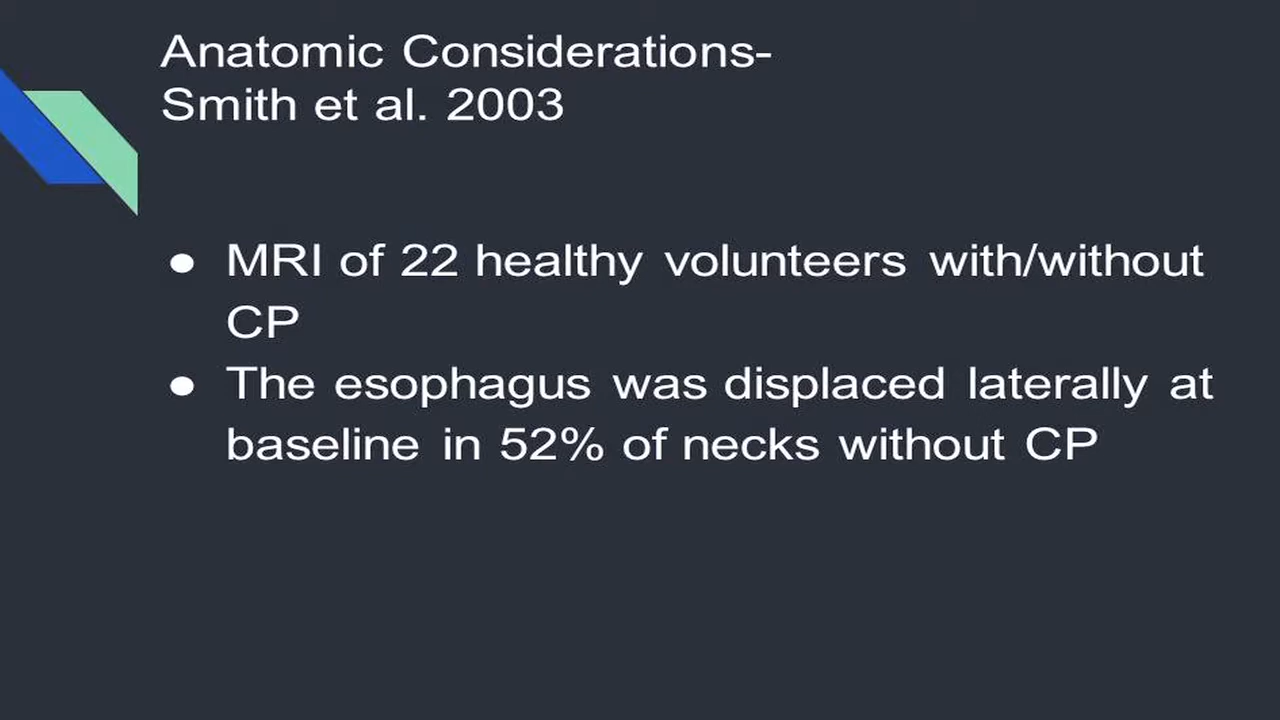 Anatomic Considerations-
Smith et al. 2003
● MRI of 22 healthy volunteers with/without
CP
● The esophagus was displaced laterally at
baseline in 52% of necks without CP